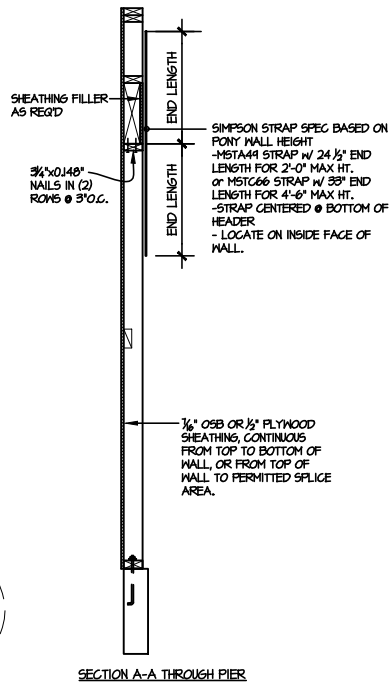 SHEATHING FILLER
AS REQ'D
3¼"x0.148"
NAILS IN (2)
ROWS @ 3"O.C.
END LENGTH
END LENGTH
SIMPSON STRAP SPEC BASED ON
PONY WALL HEIGHT
-MSTA49 STRAP W/ 24 ½" END
LENGTH FOR 2'-0" MAX HT.
or MSTC66 STRAP W/ 33" END
LENGTH FOR 4'-6" MAX HT.
-STRAP CENTERED @ BOTTOM OF
HEADER
- LOCATE ON INSIDE FACE OF
WALL.
7/16" OSB OR ½" PLYWOOD
SHEATHING, CONTINUOUS
FROM TOP TO BOTTOM OF
WALL, OR FROM TOP OF
WALL TO PERMITTED SPLICE
AREA.
SECTION A-A THROUGH PIER